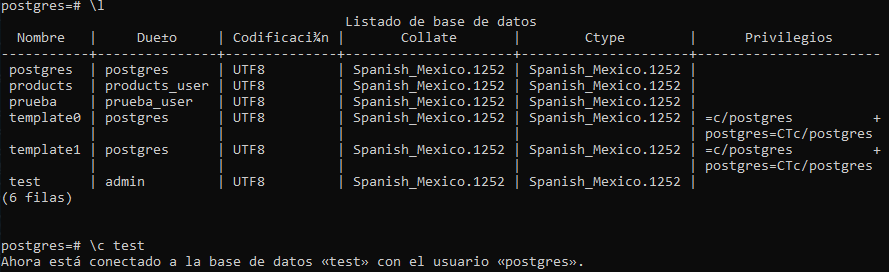 postgres=# \l
Listado de base de datos
Nombre | Due±o | Codificaci¾n | Collate | Ctype | Privilegios
-----------+---------------+--------------+---------------------+---------------------+-----------------------
postgres | postgres | UTF8 | Spanish_Mexico.1252 | Spanish_Mexico.1252 |
products | products_user | UTF8 | Spanish_Mexico.1252 | Spanish_Mexico.1252 |
prueba | prueba_user | UTF8 | Spanish_Mexico.1252 | Spanish_Mexico.1252 |
template0 | postgres | UTF8 | Spanish_Mexico.1252 | Spanish_Mexico.1252 | =c/postgres +
| | | | | postgres=CTc/postgres
template1 | postgres | UTF8 | Spanish_Mexico.1252 | Spanish_Mexico.1252 | =c/postgres +
| | | | | postgres=CTc/postgres
test | admin | UTF8 | Spanish_Mexico.1252 | Spanish_Mexico.1252 |
(6 filas)
postgres=# \c test
Ahora está conectado a la base de datos «test» con el usuario «postgres».